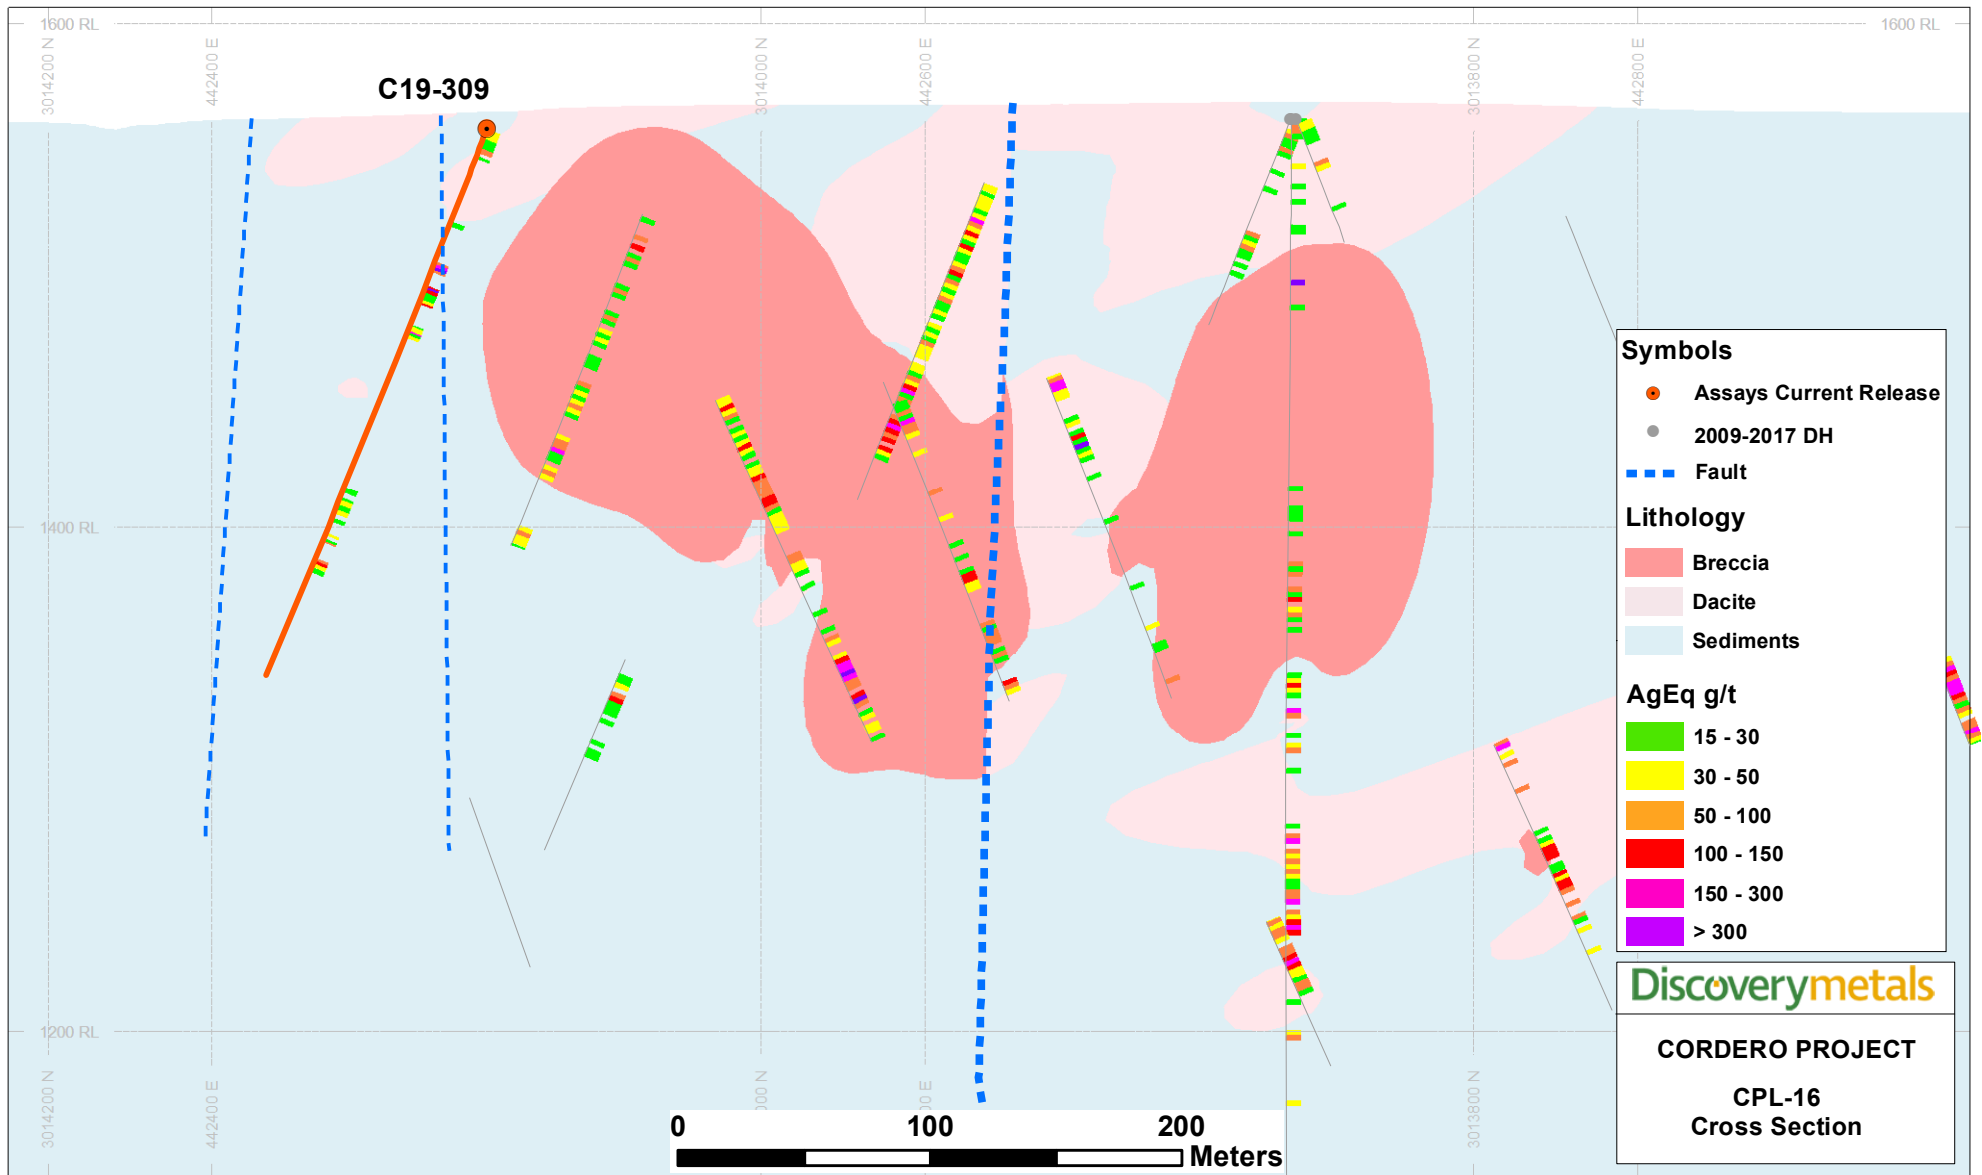 1600 RL
1600 RL
3014200 N
442400 E
3014000 N
442600 E
3013800 N
442800 E
C19-309
Symbols
Assays Current Release
2009-2017 DH
Fault
Lithology
Breccia
Dacite
Sediments
AgEq g/t
15 - 30
30 - 50
50 - 100
100 - 150
150 - 300
> 300
1400 RL
1200 RL
Discoverymetals
CORDERO PROJECT
CPL-16
Cross Section
3014200 N
442400 E
000 N
00 E
3013800 N
0
100
200
Meters